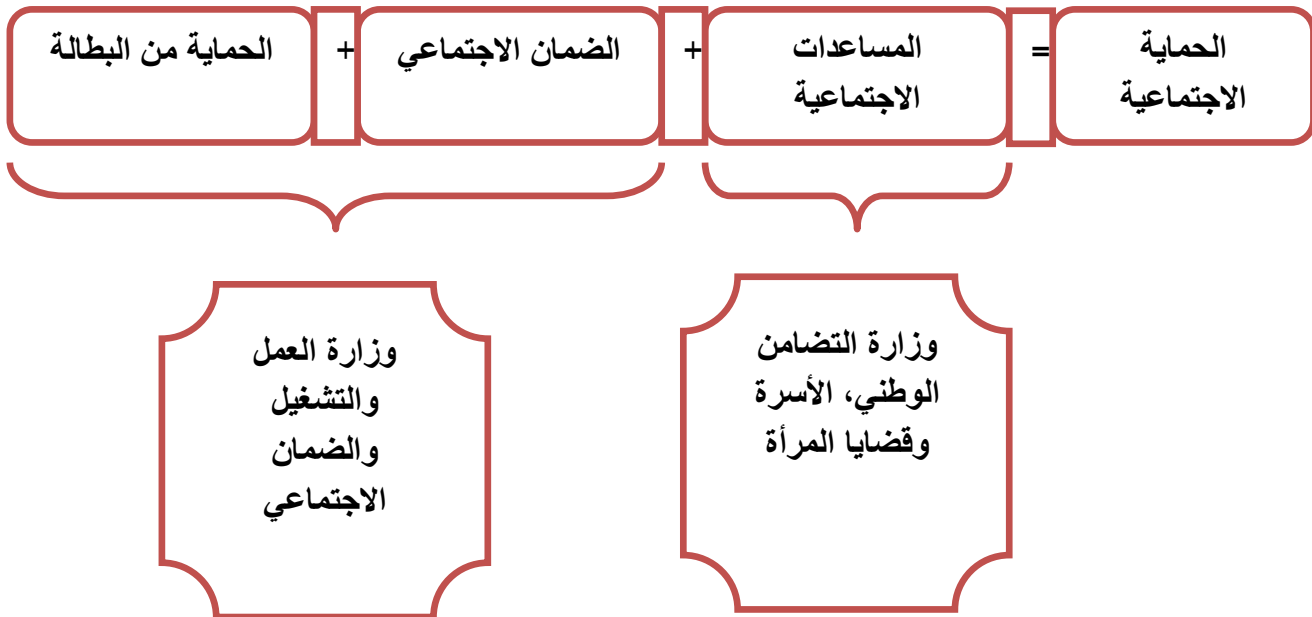 الحماية
الاجتماعية
=
المساعدات
الاجتماعية
+
الضمان الاجتماعي
+
الحماية من البطالة
وزارة التضامن
الوطني، الأسرة
وقضايا المرأة
وزارة العمل
والتشغيل
والضمان
الاجتماعي